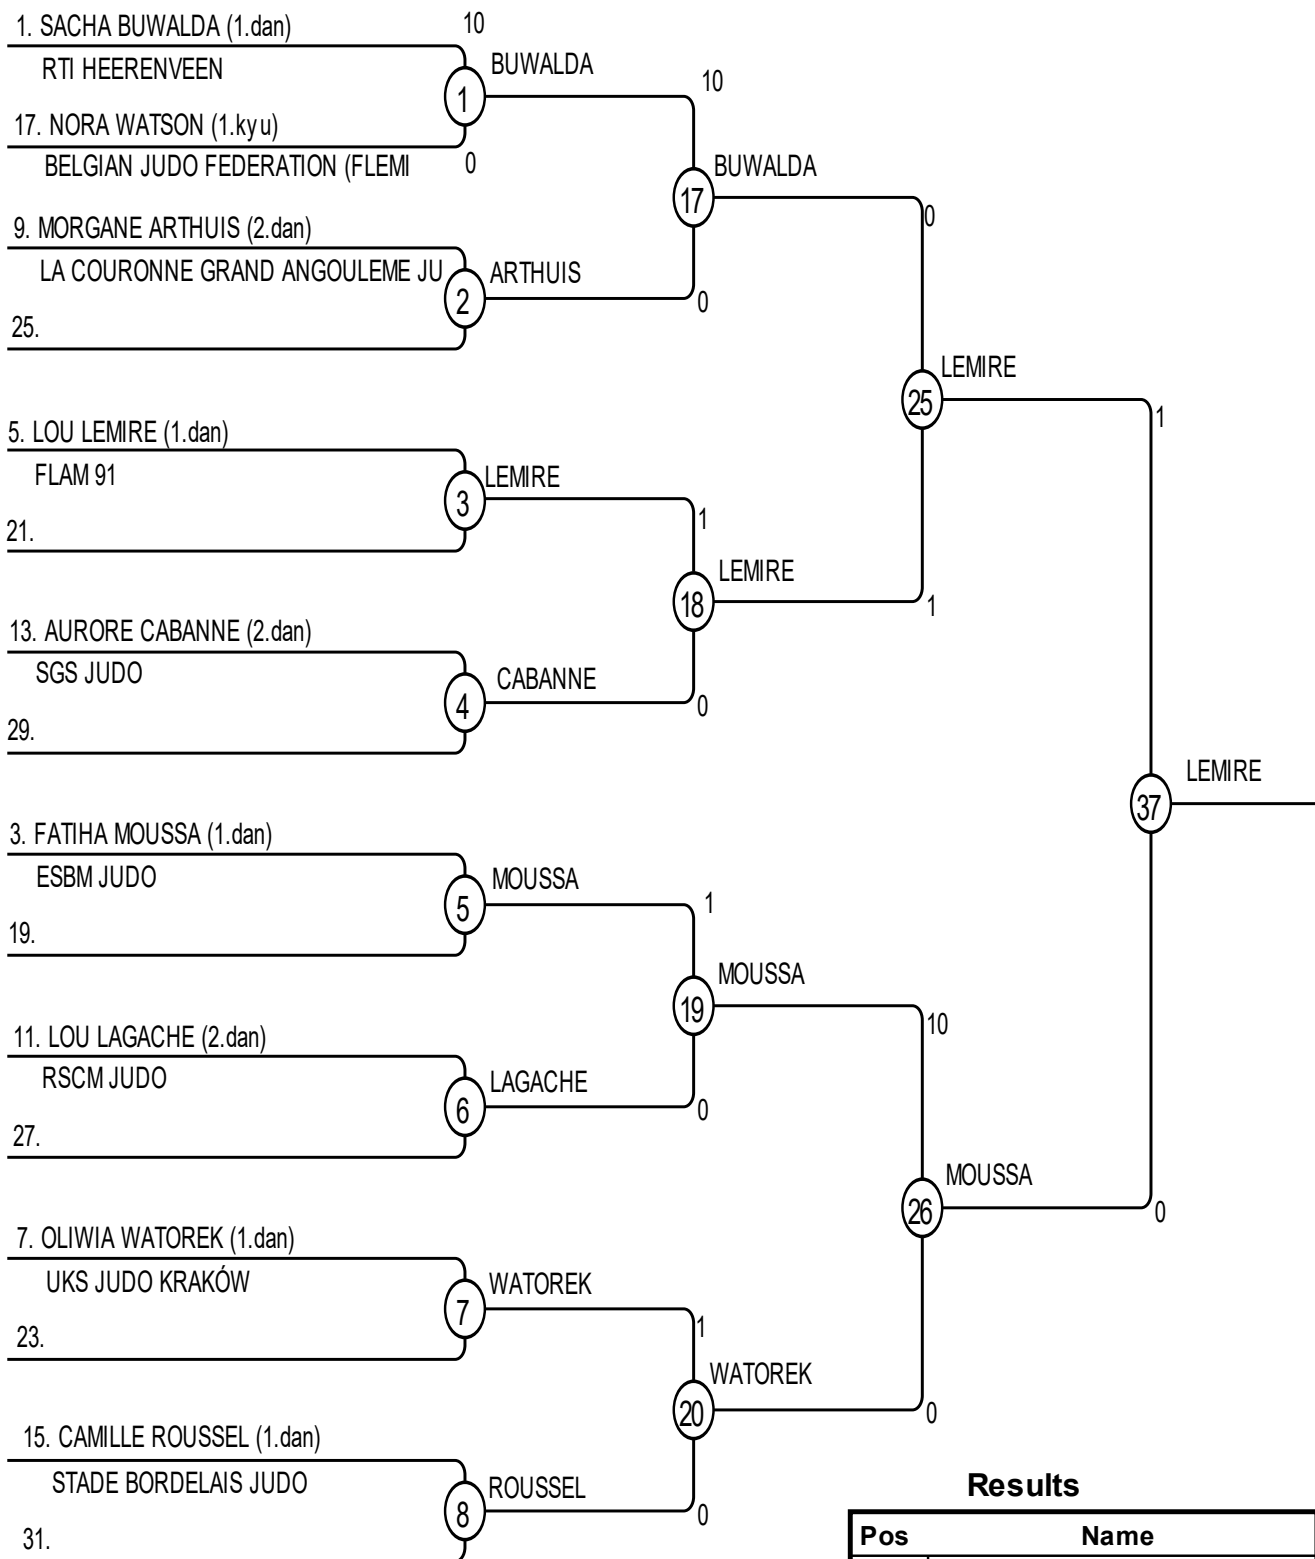 1. SACHA BUWALDA (1.dan)
10
RTI HEERENVEEN
1
BUWALDA
10
17. NORA WATSON (1.kyu)
BELGIAN JUDO FEDERATION (FLEMI
0
17
BUWALDA
0
9. MORGANE ARTHUIS (2.dan)
LA COURONNE GRAND ANGOULEME JU
2
ARTHUIS
0
25.
25
LEMIRE
1
5. LOU LEMIRE (1.dan)
FLAM 91
3
LEMIRE
1
21.
18
LEMIRE
1
13. AURORE CABANNE (2.dan)
SGS JUDO
4
CABANNE
0
29.
37
LEMIRE
3. FATIHA MOUSSA (1.dan)
ESBM JUDO
5
MOUSSA
1
19.
19
MOUSSA
10
11. LOU LAGACHE (2.dan)
RSCM JUDO
6
LAGACHE
0
27.
26
MOUSSA
0
7. OLIWIA WATOREK (1.dan)
UKS JUDO KRAKÓW
7
WATOREK
1
23.
20
WATOREK
0
15. CAMILLE ROUSSEL (1.dan)
STADE BORDELAIS JUDO
8
ROUSSEL
0
31.
Results
Pos Name